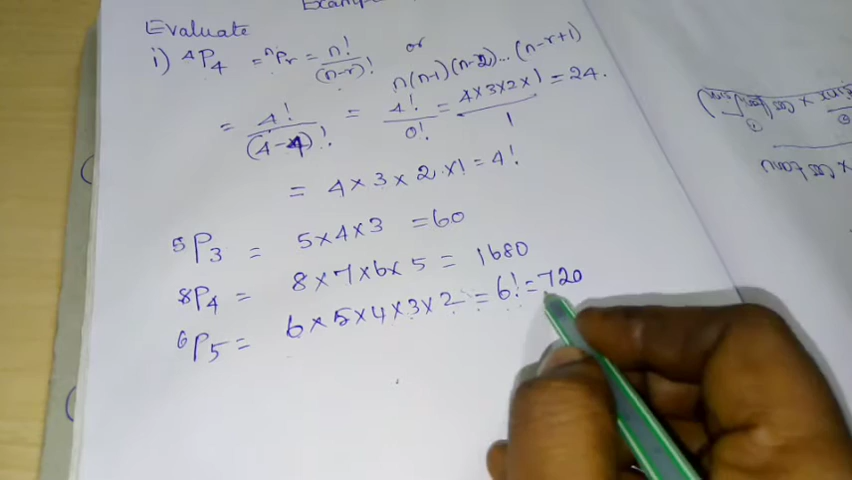 Example
Evaluate
i) ⁴P₄ = ⁿPᵣ = n!/(n-r)! or n(n-1)(n-2)...(n-r+1)
= 4!/(4-4)! = 4!/0! = 4×3×2×1/1 = 24.
= 4×3×2×1 = 4!
⁵P₃ = 5×4×3 = 60
⁸P₄ = 8×7×6×5 = 1680
⁶P₅ = 6×5×4×3×2 = 6! = 720